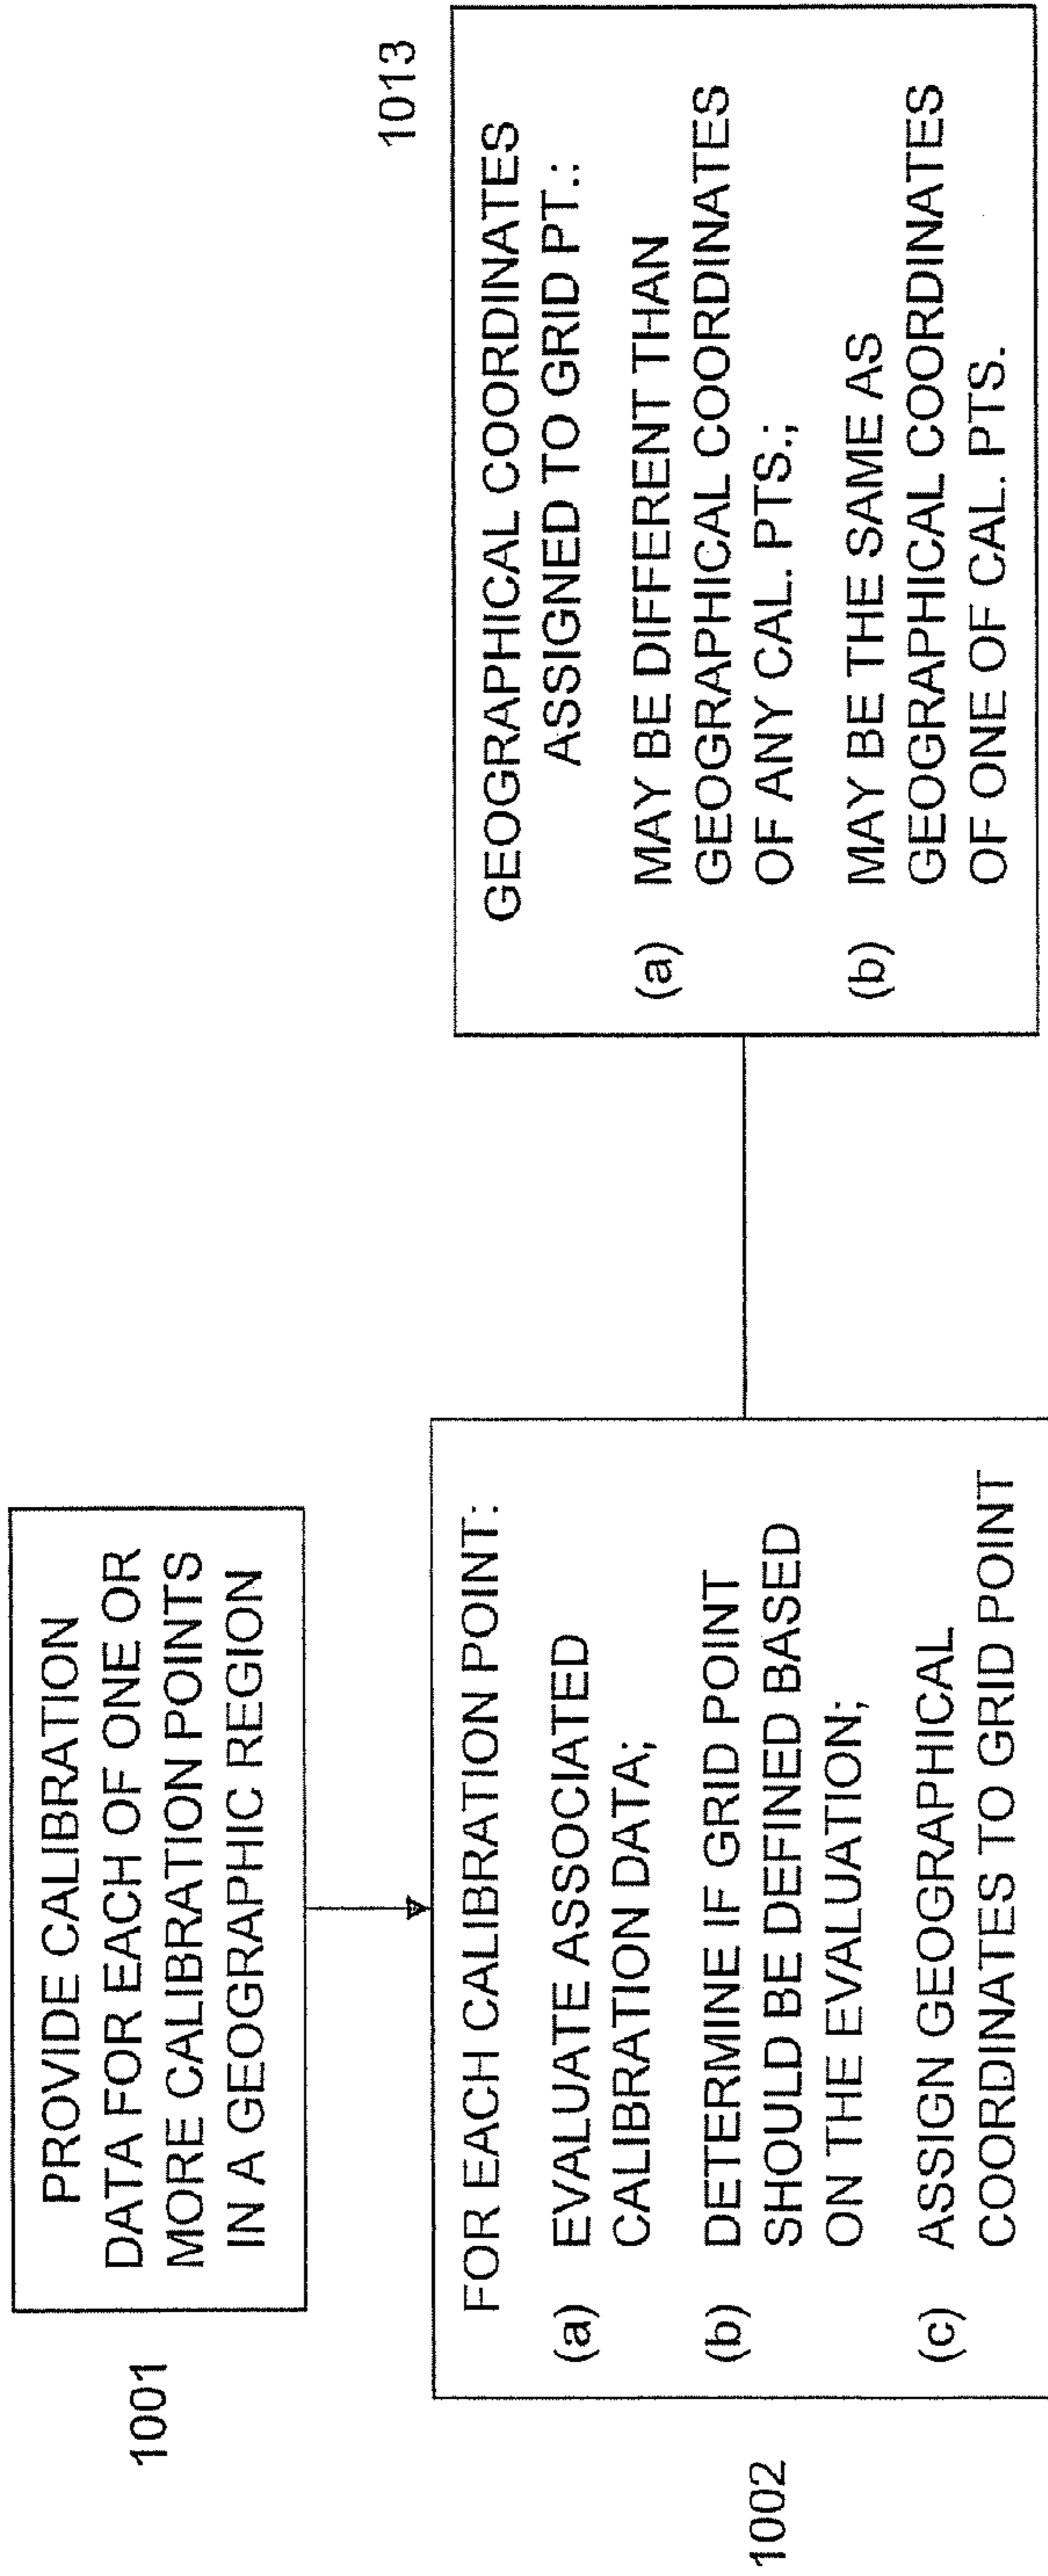 1001
PROVIDE CALIBRATION
DATA FOR EACH OF ONE OR
MORE CALIBRATION POINTS
IN A GEOGRAPHIC REGION
1002
FOR EACH CALIBRATION POINT:
(a) EVALUATE ASSOCIATED
CALIBRATION DATA;
(b) DETERMINE IF GRID POINT
SHOULD BE DEFINED BASED
ON THE EVALUATION;
(c) ASSIGN GEOGRAPHICAL
COORDINATES TO GRID POINT
1013
GEOGRAPHICAL COORDINATES
ASSIGNED TO GRID PT.:
(a) MAY BE DIFFERENT THAN
GEOGRAPHICAL COORDINATES
OF ANY CAL. PTS.;
(b) MAY BE THE SAME AS
GEOGRAPHICAL COORDINATES
OF ONE OF CAL. PTS.